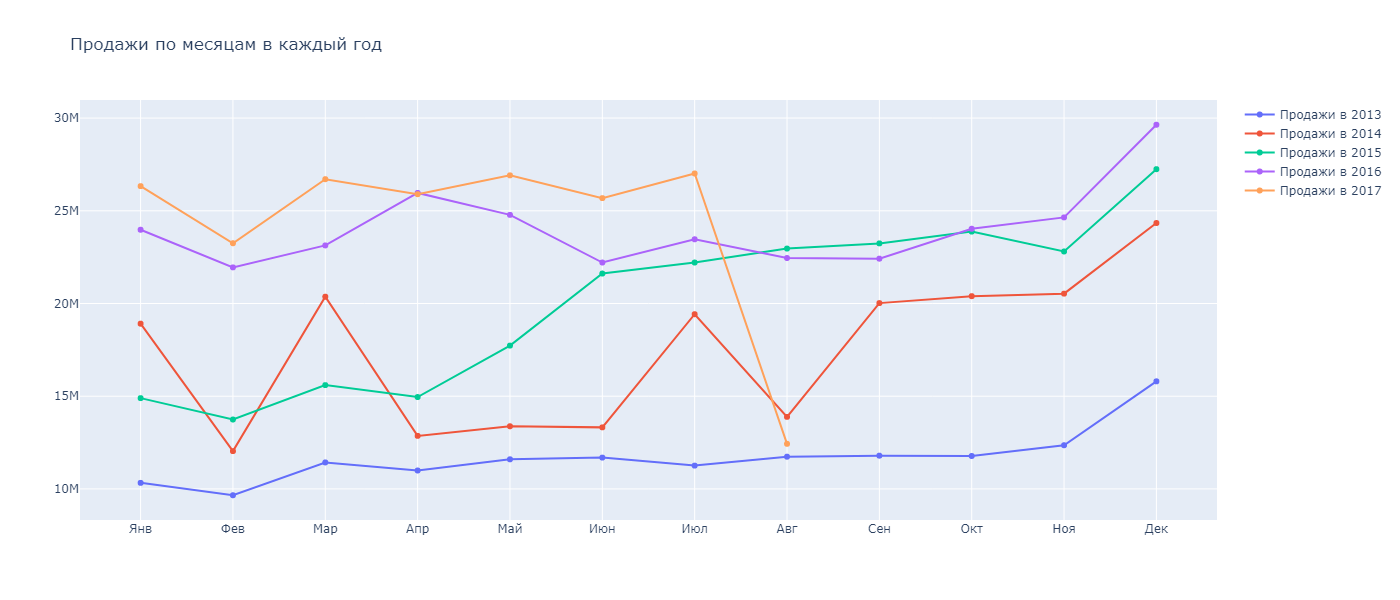 Продажи по месяцам в каждый год
30M
25M
20M
15M
10M
Янв Фев Мар Апр Май Июн Июл Авг Сен Окт Ноя Дек
Продажи в 2013
Продажи в 2014
Продажи в 2015
Продажи в 2016
Продажи в 2017